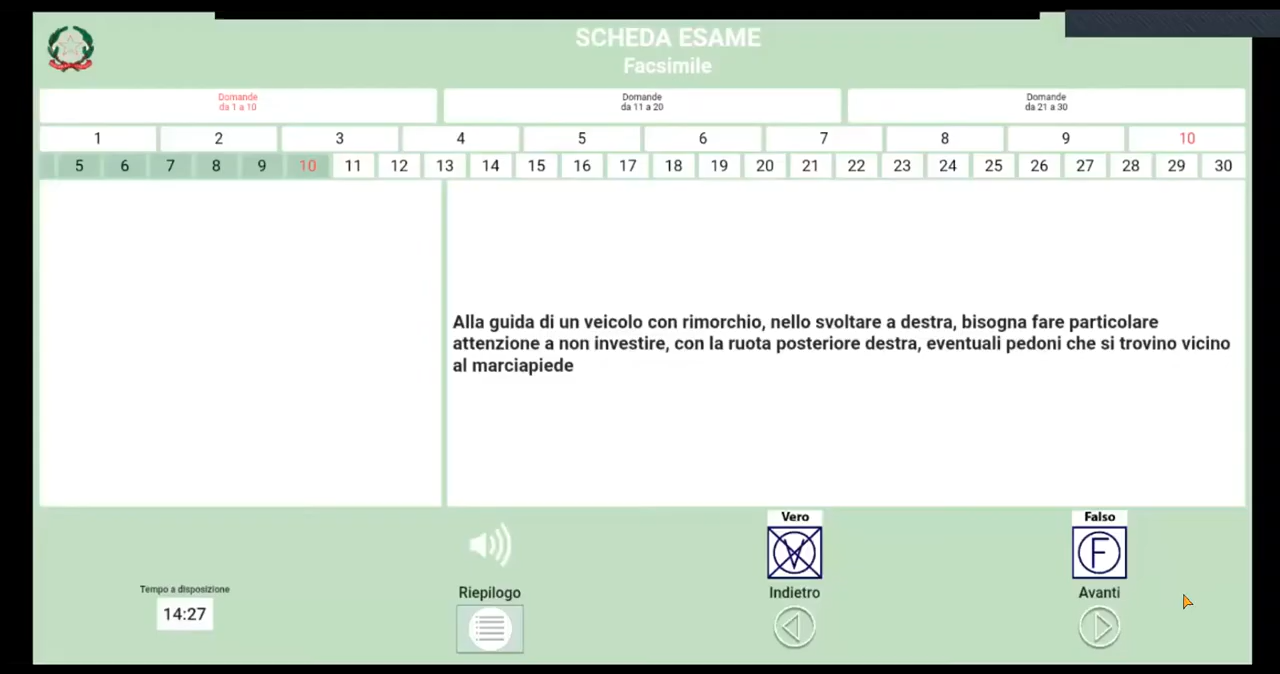 SCHEDA ESAME
Facsimile
Domande
da 1 a 10
Domande
da 11 a 20
Domande
da 21 a 30
1 2 3 4 5 6 7 8 9 10
5 6 7 8 9 10 11 12 13 14 15 16 17 18 19 20 21 22 23 24 25 26 27 28 29 30
Alla guida di un veicolo con rimorchio, nello svoltare a destra, bisogna fare particolare
attenzione a non investire, con la ruota posteriore destra, eventuali pedoni che si trovino vicino
al marciapiede
Vero
V
Falso
F
Tempo a disposizione
14:27
Riepilogo
Indietro
Avanti